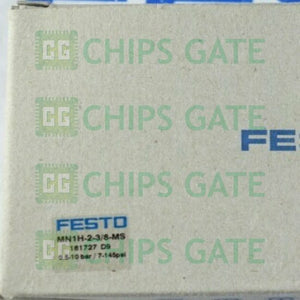 CHIPS GATE
CHIPS GATE
FE
CHIPS GATE
CHIPS GATE
FESTO
MN1H-2-3/8-MS
161727 D9
0,5-10 bar / 7-145psi